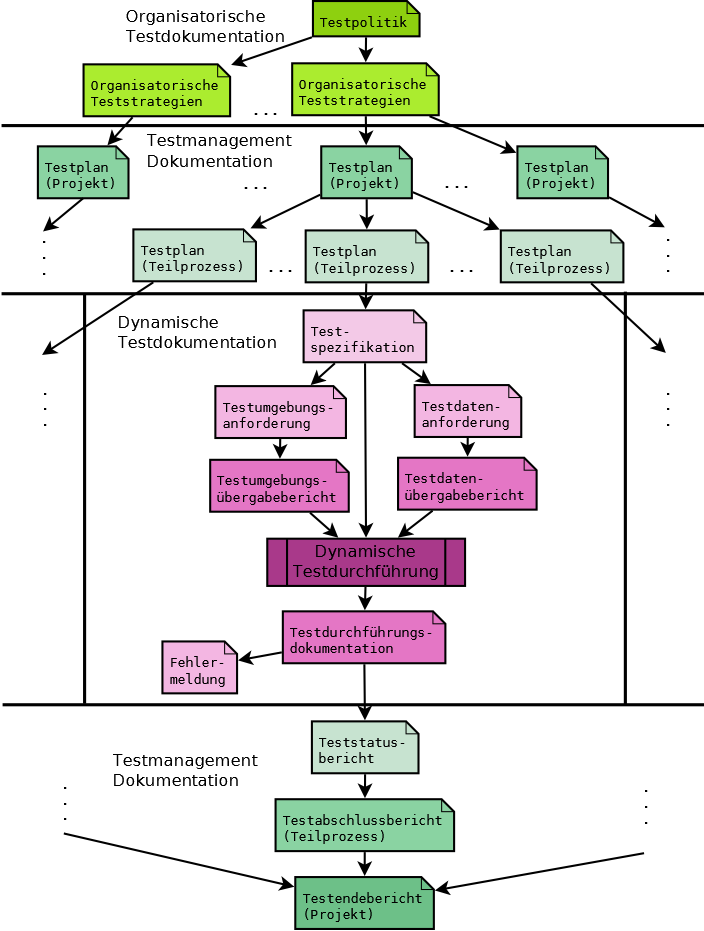 Organisatorische
Testdokumentation
Testpolitik
Organisatorische
Teststrategien
...
Organisatorische
Teststrategien
Testmanagement
Dokumentation
Testplan
(Projekt)
...
Testplan
(Projekt)
...
Testplan
(Projekt)
Testplan
(Teilprozess)
...
Testplan
(Teilprozess)
...
Testplan
(Teilprozess)
Dynamische
Testdokumentation
Test-
spezifikation
Testumgebungs-
anforderung
Testdaten-
anforderung
Testumgebungs-
übergabebericht
Testdaten-
übergabebericht
Dynamische
Testdurchführung
Testdurchführungs-
dokumentation
Fehler-
meldung
Teststatus-
bericht
Testmanagement
Dokumentation
Testabschlussbericht
(Teilprozess)
Testendebericht
(Projekt)